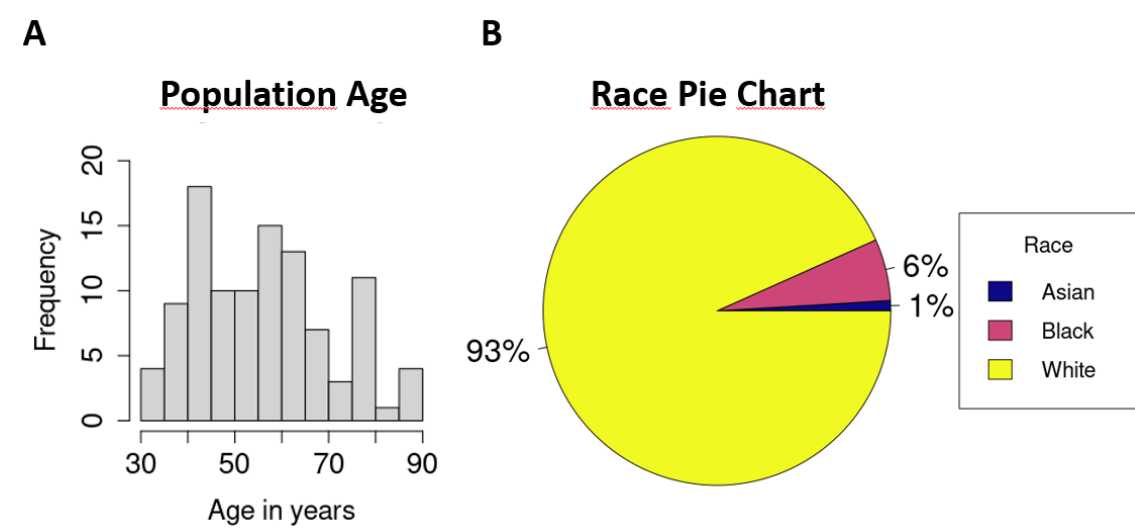 A
B
Population Age
Race Pie Chart
20
15
10
5
0
Frequency
30
50
70
90
Age in years
93%
6%
1%
Race
Asian
Black
White